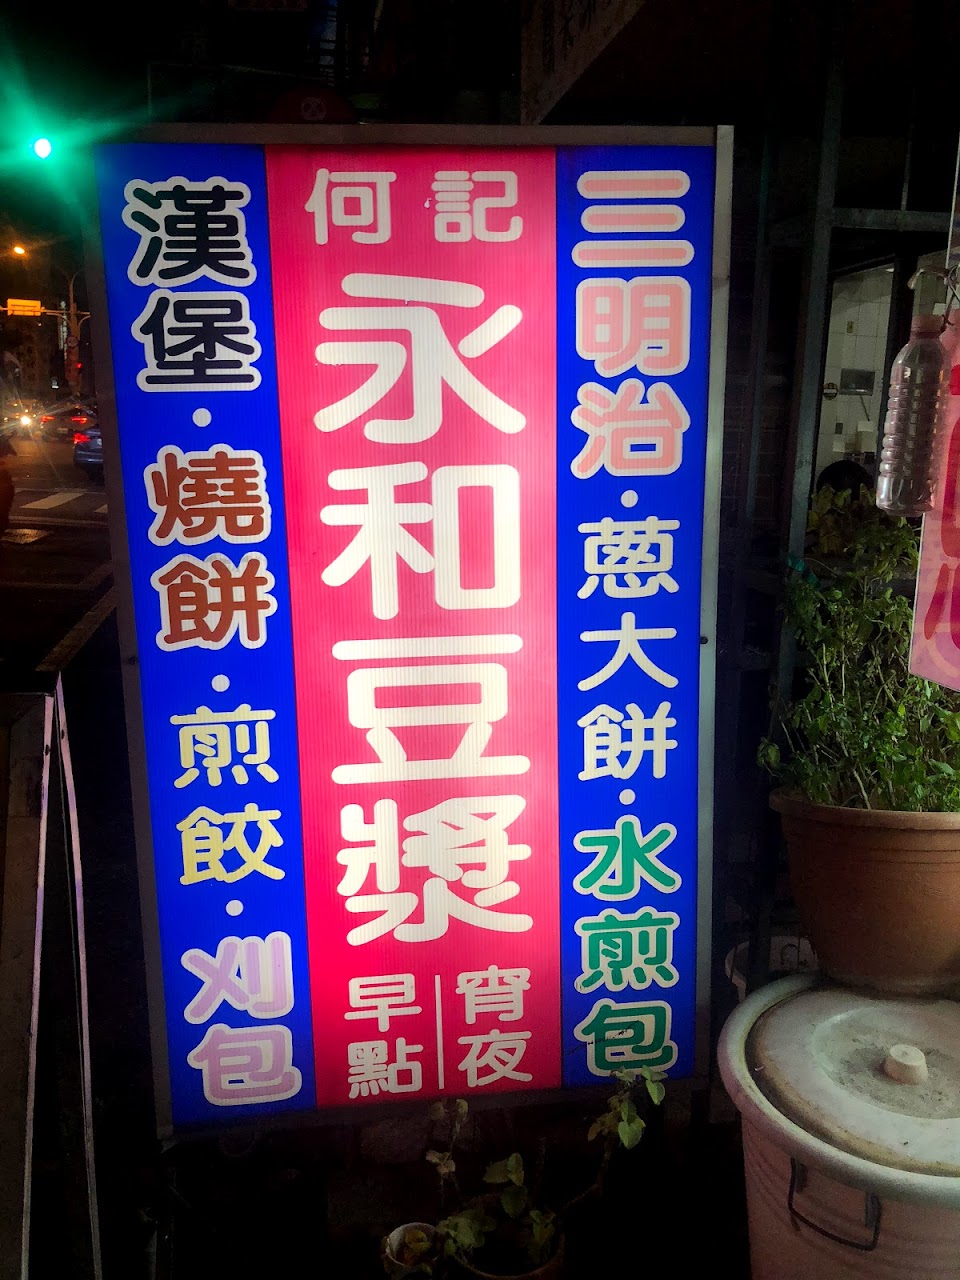 三明治·蔥大餅·水煎包
何記
永和豆漿
早點
宵夜
漢堡·燒餅·煎餃·刈包